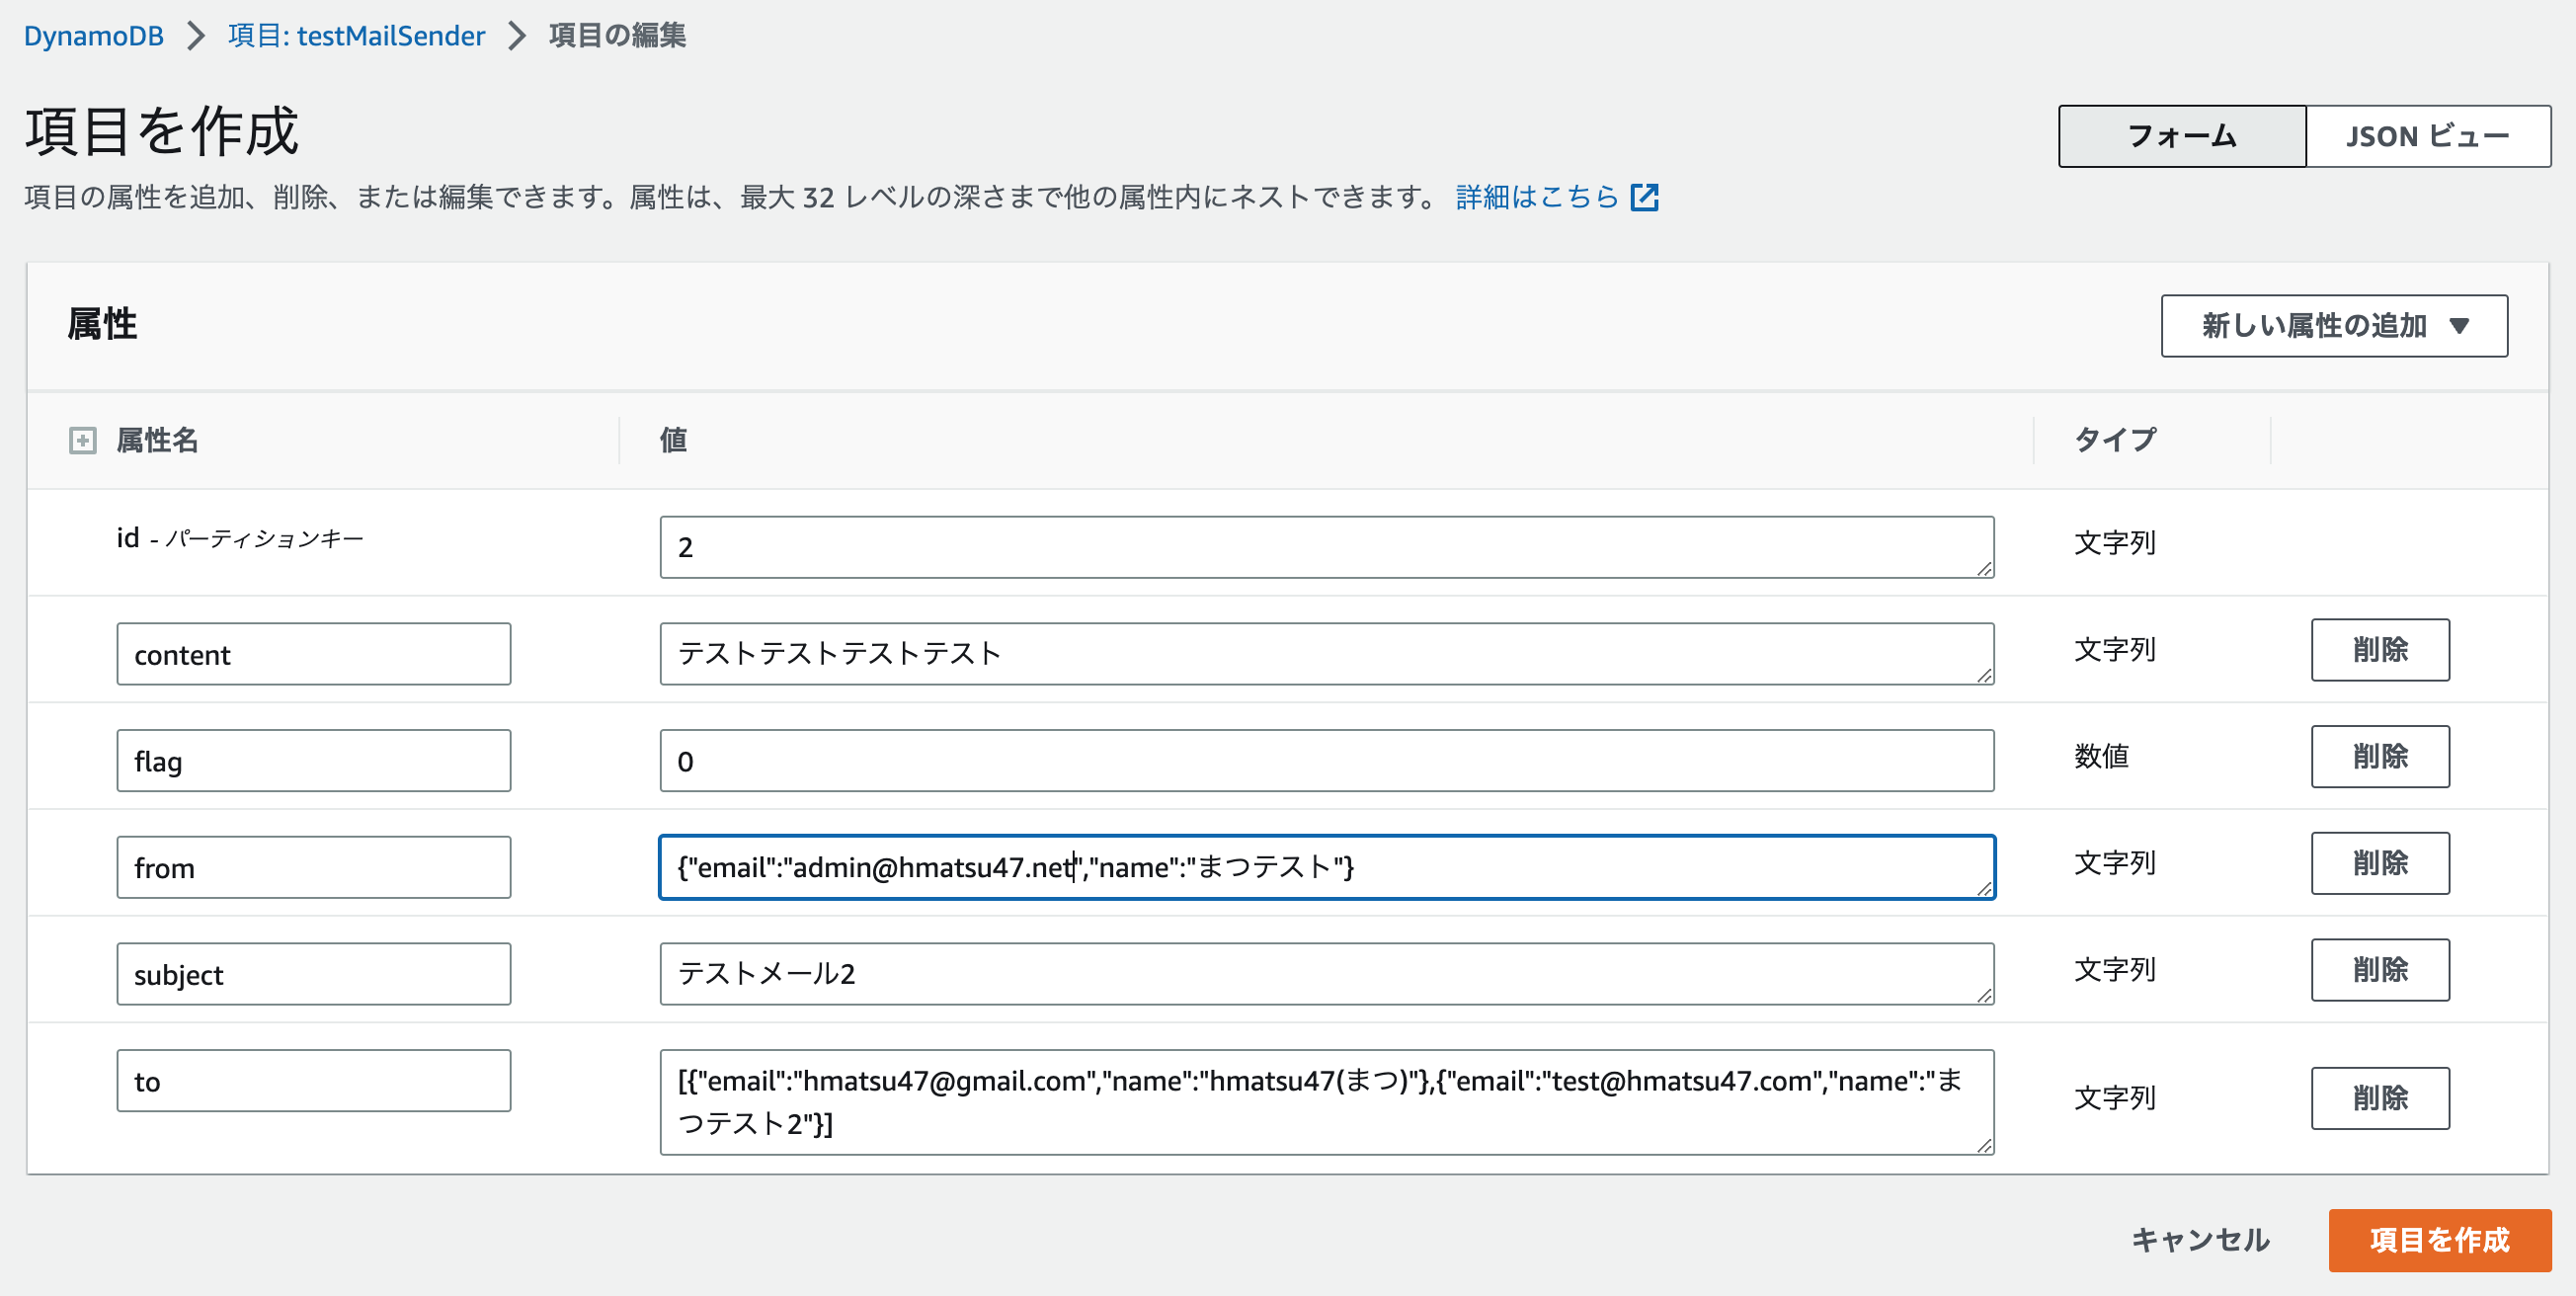 DynamoDB > 項目: testMailSender > 項目の編集
項目を作成
フォーム JSON ビュー
項目の属性を追加、削除、または編集できます。属性は、最大 32 レベルの深さまで他の属性内にネストできます。 詳細はこちら
属性
新しい属性の追加 ▼
属性名 値 タイプ
id - パーティションキー 2 文字列
content テストテストテストテスト 文字列 削除
flag 0 数値 削除
from {"email":"admin@hmatsu47.net","name":"まつテスト"} 文字列 削除
subject テストメール2 文字列 削除
to [{"email":"hmatsu47@gmail.com","name":"hmatsu47(まつ)"},{"email":"test@hmatsu47.com","name":"ま
つテスト2"}] 文字列 削除
キャンセル 項目を作成